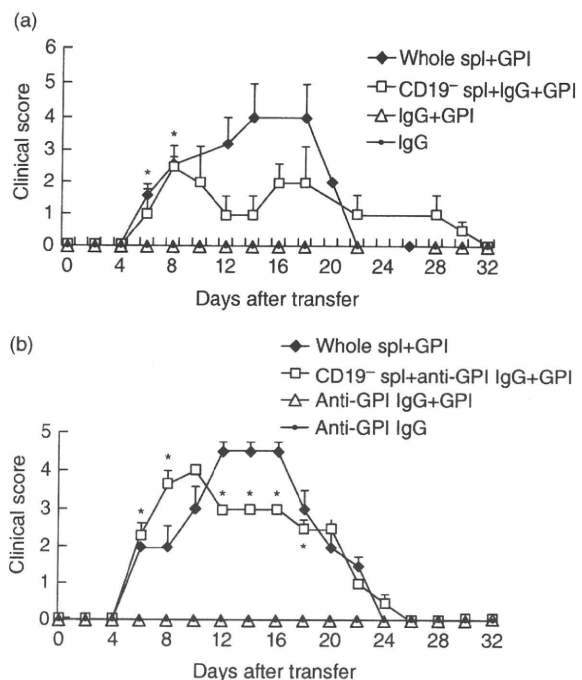 (a)
6
5
4
3
2
1
0
Clinical score
* *
Whole spl+GPI
CD19⁻ spl+IgG+GPI
IgG+GPI
IgG
0 4 8 12 16 20 24 28 32
Days after transfer
(b)
Whole spl+GPI
CD19⁻ spl+anti-GPI IgG+GPI
Anti-GPI IgG+GPI
Anti-GPI IgG
5
4
3
2
1
0
Clinical score
* * * * * *
0 4 8 12 16 20 24 28 32
Days after transfer